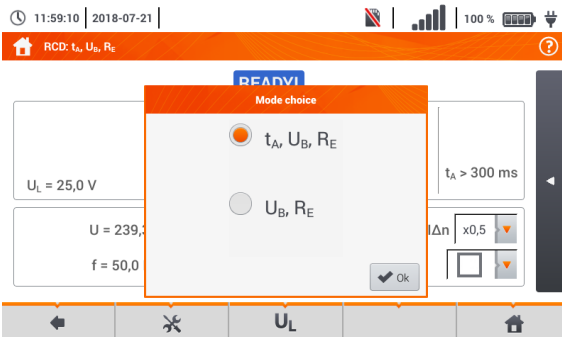 11:59:10 2018-07-21 100 %
RCD: tA, UB, RE ?
READY!
Mode choice
tA, UB, RE
tA > 300 ms
UL = 25,0 V
UB, RE
U = 239,
IΔn x0,5
f = 50,0
Ok
UL